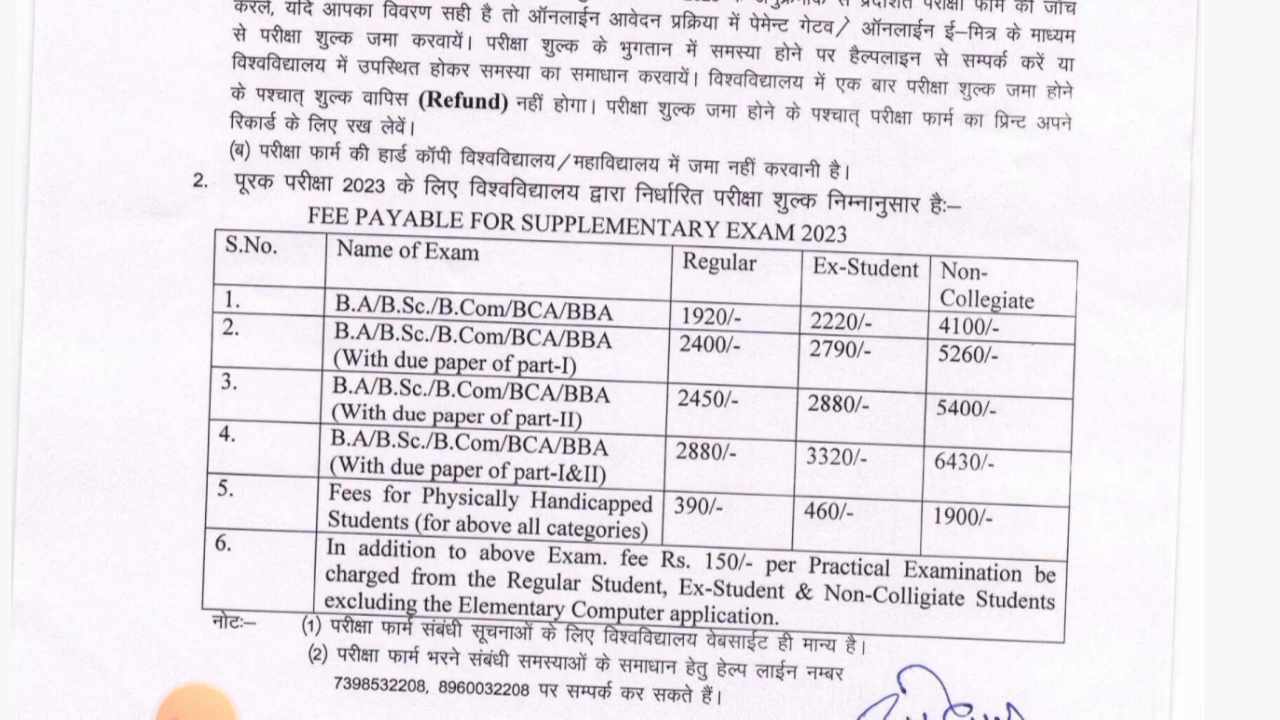 करलें, यदि आपका विवरण सही है तो ऑनलाईन आवेदन प्रक्रिया में पेमेन्ट गेटव/ ऑनलाईन ई–मित्र के माध्यम
से परीक्षा शुल्क जमा करवायें। परीक्षा शुल्क के भुगतान में समस्या होने पर हैल्पलाइन से सम्पर्क करें या
विश्वविद्यालय में उपस्थित होकर समस्या का समाधान करवायें। विश्वविद्यालय में एक बार परीक्षा शुल्क जमा होने
के पश्चात् शुल्क वापिस (Refund) नहीं होगा। परीक्षा शुल्क जमा होने के पश्चात् परीक्षा फार्म का प्रिन्ट अपने
रिकार्ड के लिए रख लेवें।
(ब) परीक्षा फार्म की हार्ड कॉपी विश्वविद्यालय/महाविद्यालय में जमा नहीं करवानी है।
2. पूरक परीक्षा 2023 के लिए विश्वविद्यालय द्वारा निर्धारित परीक्षा शुल्क निम्नानुसार है:–
FEE PAYABLE FOR SUPPLEMENTARY EXAM 2023
S.No. Name of Exam Regular Ex-Student Non-
Collegiate
1. B.A/B.Sc./B.Com/BCA/BBA 1920/- 2220/- 4100/-
2. B.A/B.Sc./B.Com/BCA/BBA 2400/- 2790/- 5260/-
(With due paper of part-I)
3. B.A/B.Sc./B.Com/BCA/BBA 2450/- 2880/- 5400/-
(With due paper of part-II)
4. B.A/B.Sc./B.Com/BCA/BBA 2880/- 3320/- 6430/-
(With due paper of part-I&II)
5. Fees for Physically Handicapped 390/- 460/- 1900/-
Students (for above all categories)
6. In addition to above Exam. fee Rs. 150/- per Practical Examination be
charged from the Regular Student, Ex-Student & Non-Colligiate Students
excluding the Elementary Computer application.
नोटः– (1) परीक्षा फार्म संबंधी सूचनाओं के लिए विश्वविद्यालय वेबसाईट ही मान्य है।
(2) परीक्षा फार्म भरने संबंधी समस्याओं के समाधान हेतु हेल्प लाईन नम्बर
7398532208, 8960032208 पर सम्पर्क कर सकते हैं।